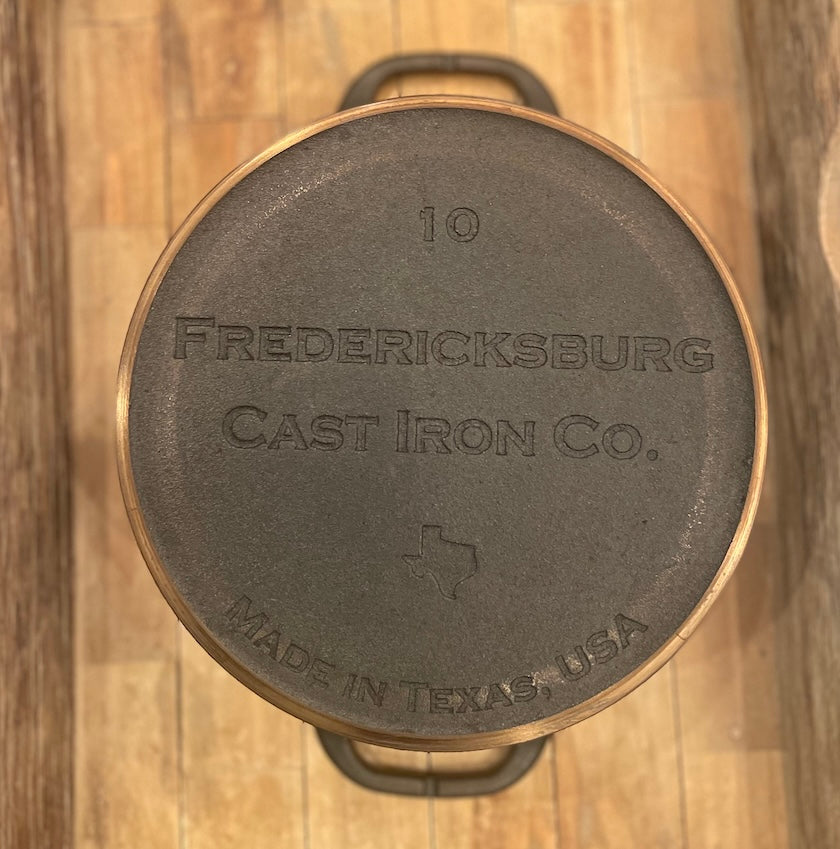 10
Fredericksburg
Cast Iron Co.
Made in Texas, USA